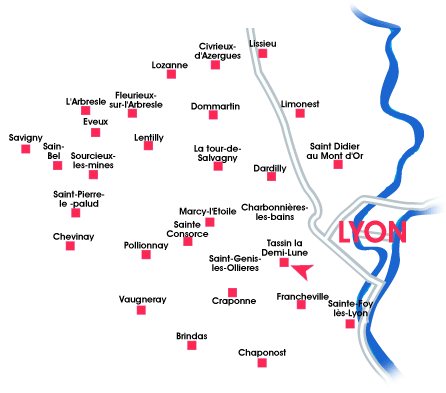 Civrieux-
d'Azergues
Lissieu
Lozanne
L'Arbresle
Fleurieux-
sur-l'Arbresle
Dommartin
Limonest
Eveux
Savigny
Sain-
Bel
Sourcieux-
les-mines
Lentilly
La tour-de-
Salvagny
Saint Didier
au Mont d'Or
Dardilly
Saint-Pierre-
le -palud
Marcy-l'Etoile
Charbonnières-
les-bains
Sainte
Consorce
LYON
Chevinay
Pollionnay
Saint-Genis-
les-Ollieres
Tassin la
Demi-Lune
Vaugneray
Craponne
Francheville
Sainte-Foy
lès-Lyon
Brindas
Chaponost